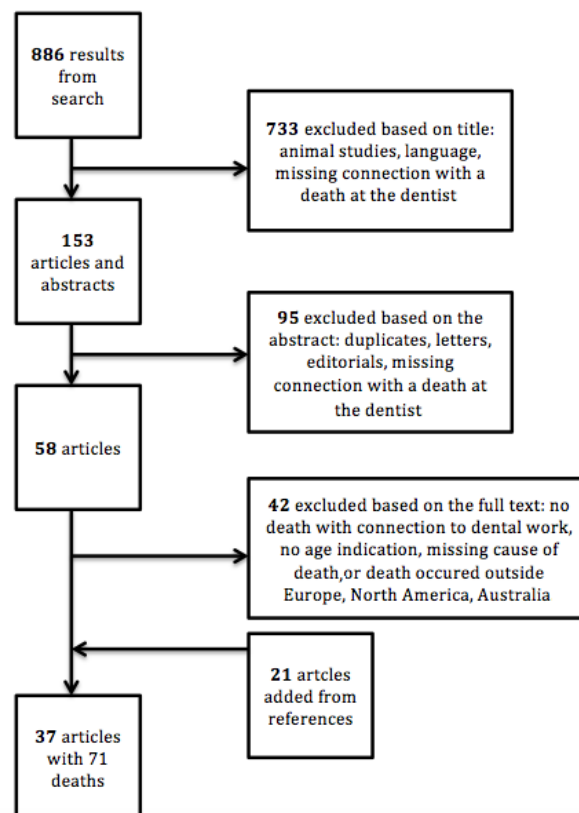 886 results
from
search
733 excluded based on title:
animal studies, language,
missing connection with a
death at the dentist
153
articles and
abstracts
95 excluded based on the
abstract: duplicates, letters,
editorials, missing
connection with a death at
the dentist
58 articles
42 excluded based on the full text: no
death with connection to dental work,
no age indication, missing cause of
death,or death occured outside
Europe, North America, Australia
21 artcles
added from
references
37 articles
with 71
deaths